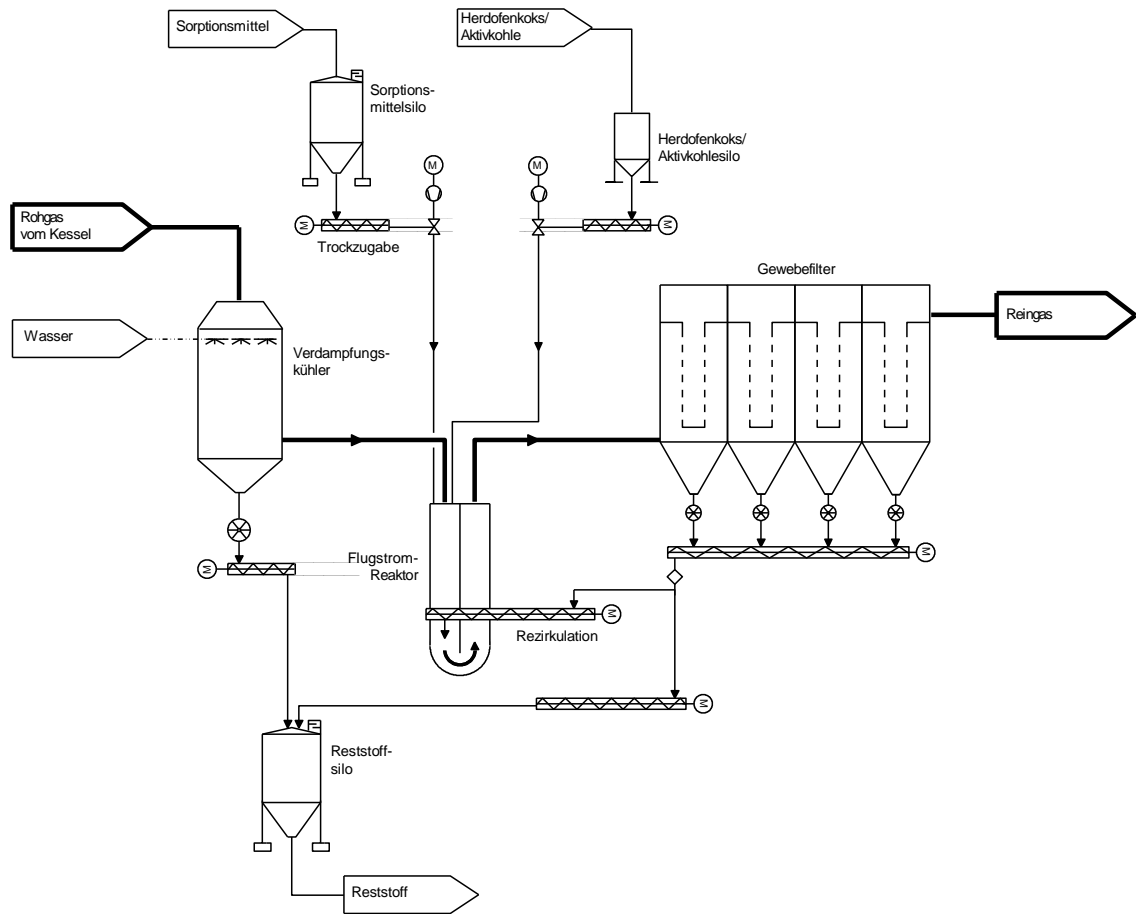 Sorptionsmittel
Herdofenkoks/
Aktivkohle
Sorptions-
mittelsilo
Herdofenkoks/
Aktivkohlesilo
M
M
Rohgas
vom Kessel
M
Trockzugabe
M
Gewebefilter
Wasser
Reingas
Verdampfungs-
kühler
M
Flugstrom-
Reaktor
M
M
Rezirkulation
M
Reststoff-
silo
Reststoff